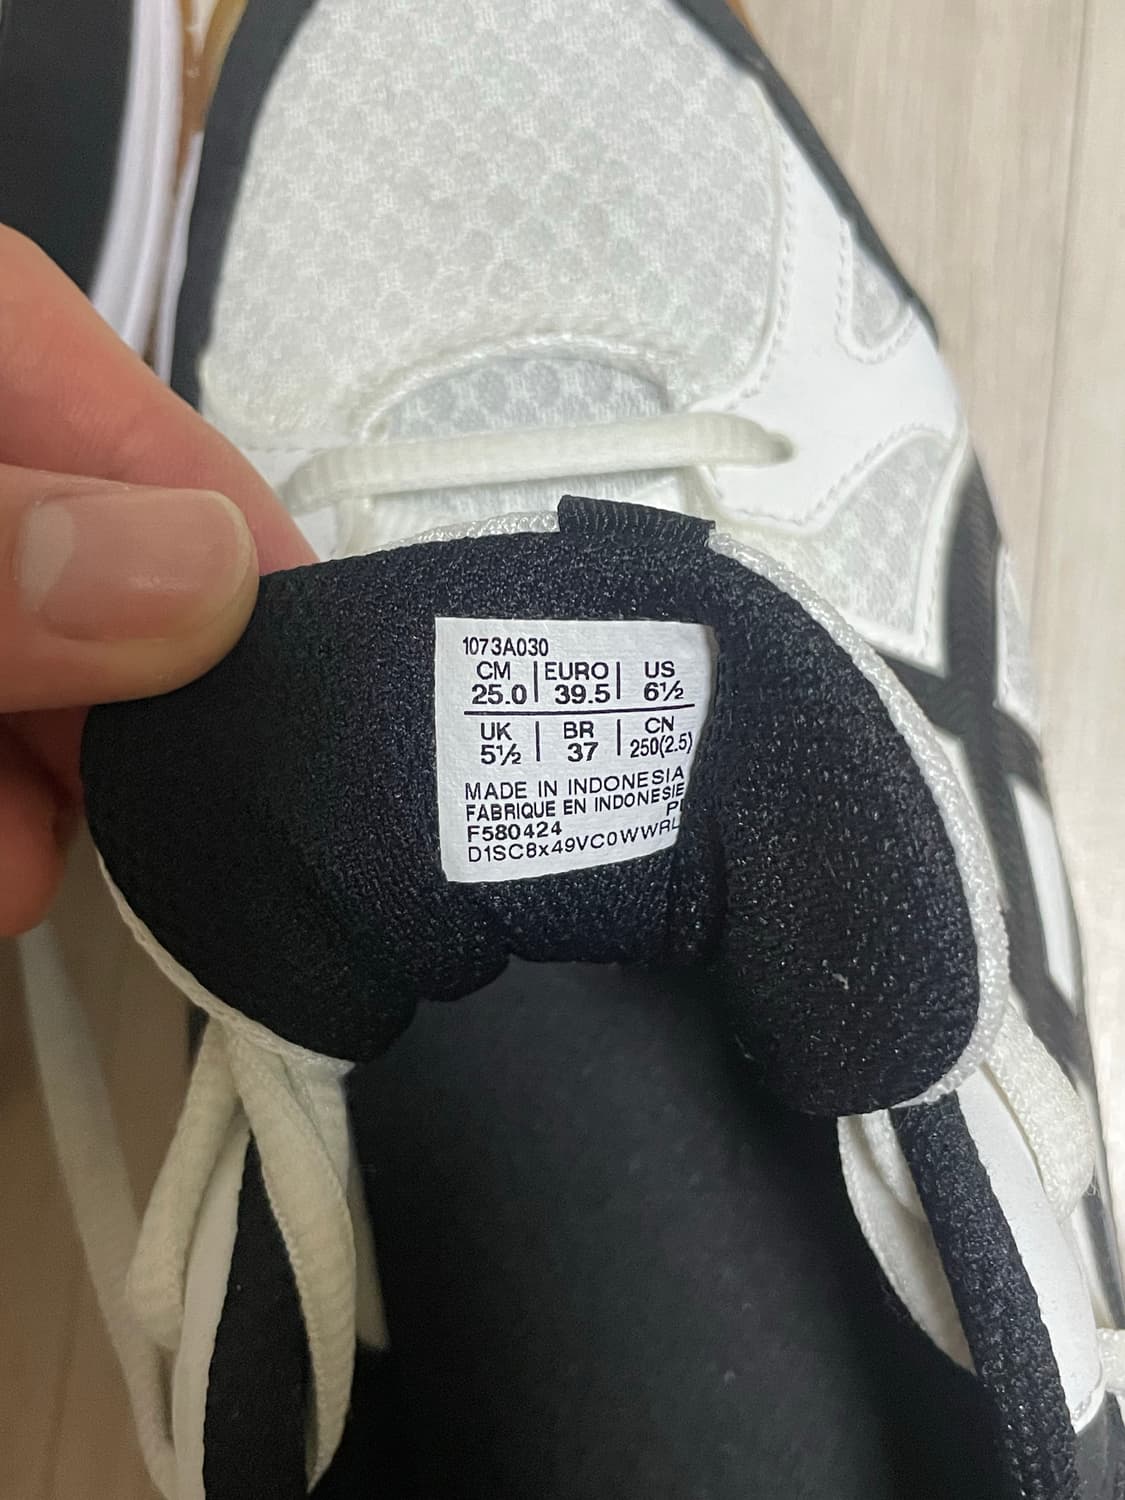 1073A030
CM | EURO | US
25.0 | 39.5 | 6½
UK | BR | CN
5½ | 37 | 250(2.5)
MADE IN INDONESIA
FABRIQUE EN INDONESIE
F580424
D1SC8x49VC0WWRL